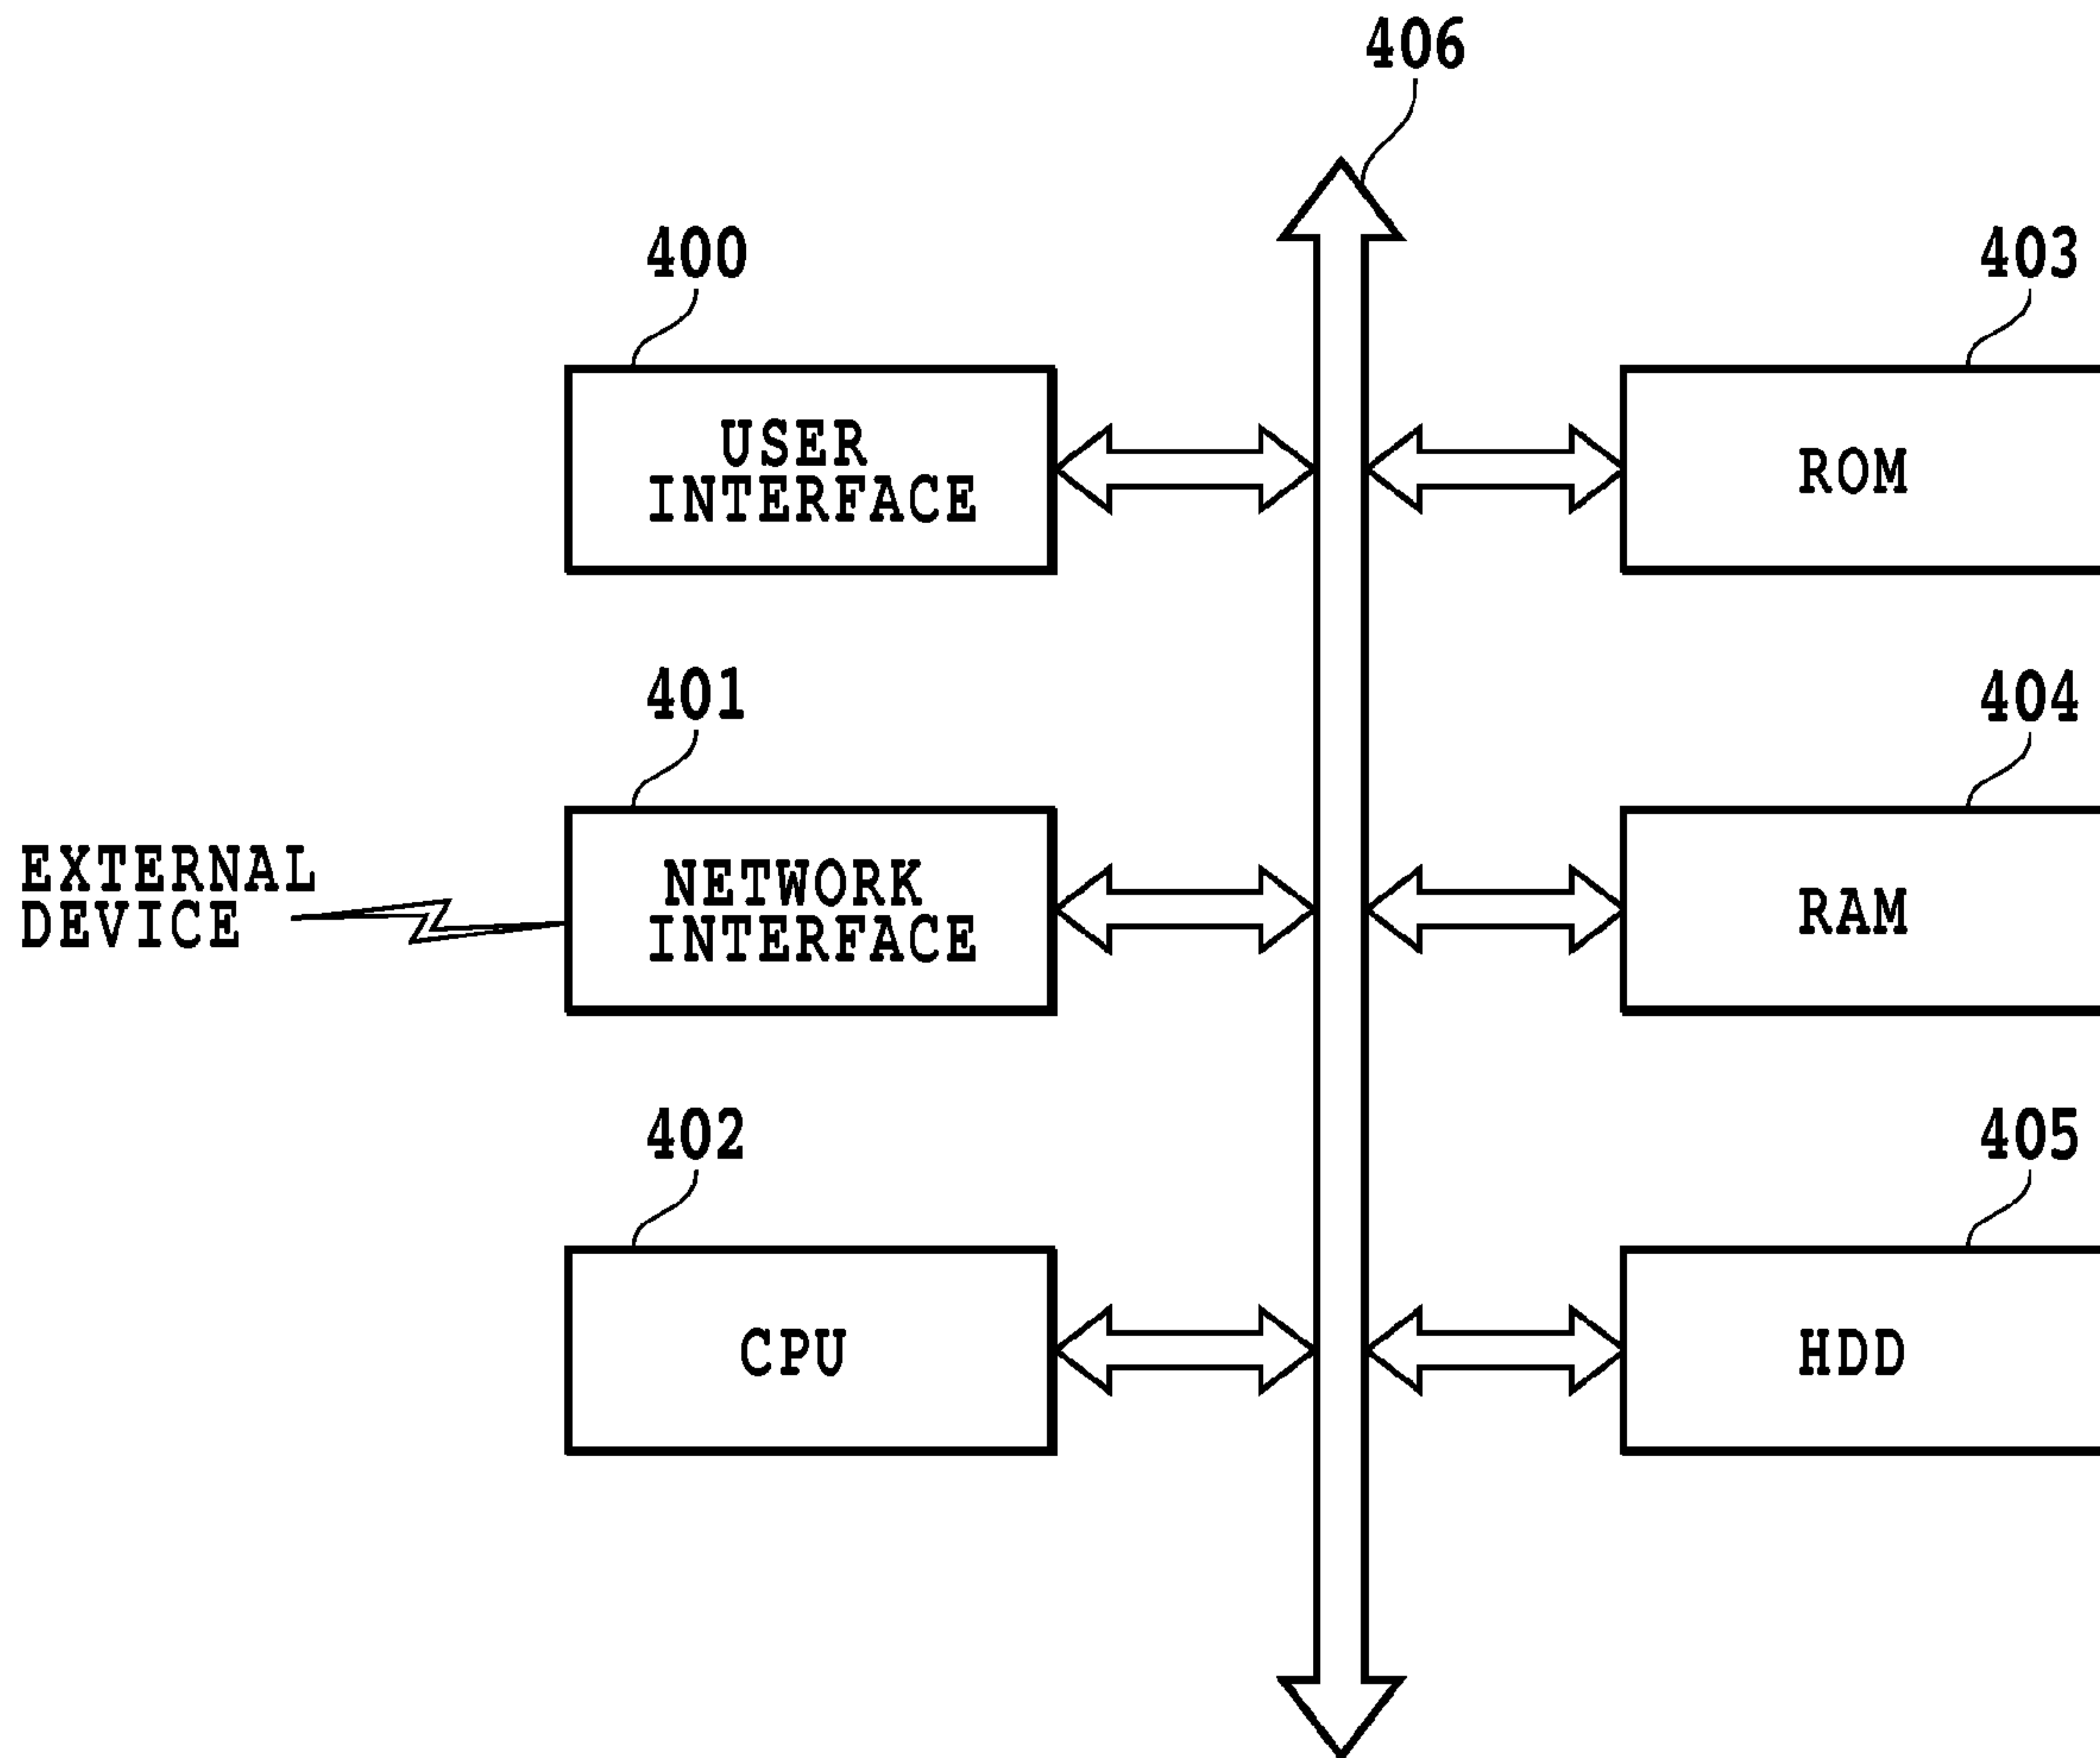 406
400
403
USER
INTERFACE
ROM
401
404
EXTERNAL
DEVICE
NETWORK
INTERFACE
RAM
402
405
CPU
HDD